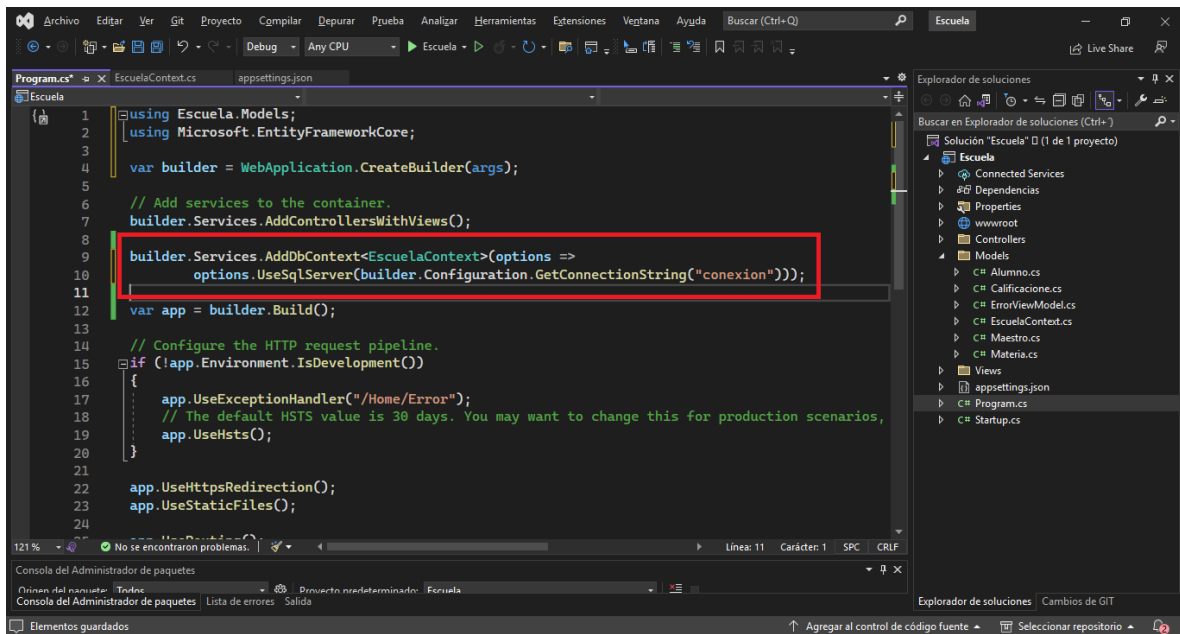 Archivo Editar Ver Git Proyecto Compilar Depurar Prueba Analizar Herramientas Extensiones Ventana Ayuda Buscar (Ctrl+Q) Escuela
Debug Any CPU Escuela Live Share
Program.cs* EscuelaContext.cs appsettings.json
Escuela
1 using Escuela.Models;
2 using Microsoft.EntityFrameworkCore;
3
4 var builder = WebApplication.CreateBuilder(args);
5
6 // Add services to the container.
7 builder.Services.AddControllersWithViews();
8
9 builder.Services.AddDbContext<EscuelaContext>(options =>
10 options.UseSqlServer(builder.Configuration.GetConnectionString("conexion")));
11
12 var app = builder.Build();
13
14 // Configure the HTTP request pipeline.
15 if (!app.Environment.IsDevelopment())
16 {
17 app.UseExceptionHandler("/Home/Error");
18 // The default HSTS value is 30 days. You may want to change this for production scenarios,
19 app.UseHsts();
20 }
21
22 app.UseHttpsRedirection();
23 app.UseStaticFiles();
24
121 % No se encontraron problemas. Línea: 11 Carácter: 1 SPC CRLF
Consola del Administrador de paquetes
Origen del paquete: Todos Proyecto predeterminado: Escuela
Consola del Administrador de paquetes Lista de errores Salida
Explorador de soluciones
Buscar en Explorador de soluciones (Ctrl+´)
Solución "Escuela" (1 de 1 proyecto)
Escuela
Connected Services
Dependencias
Properties
wwwroot
Controllers
Models
C# Alumno.cs
C# Calificacione.cs
C# ErrorViewModel.cs
C# EscuelaContext.cs
C# Maestro.cs
C# Materia.cs
Views
appsettings.json
C# Program.cs
C# Startup.cs
Explorador de soluciones Cambios de GIT
Elementos guardados Agregar al control de código fuente Seleccionar repositorio 2